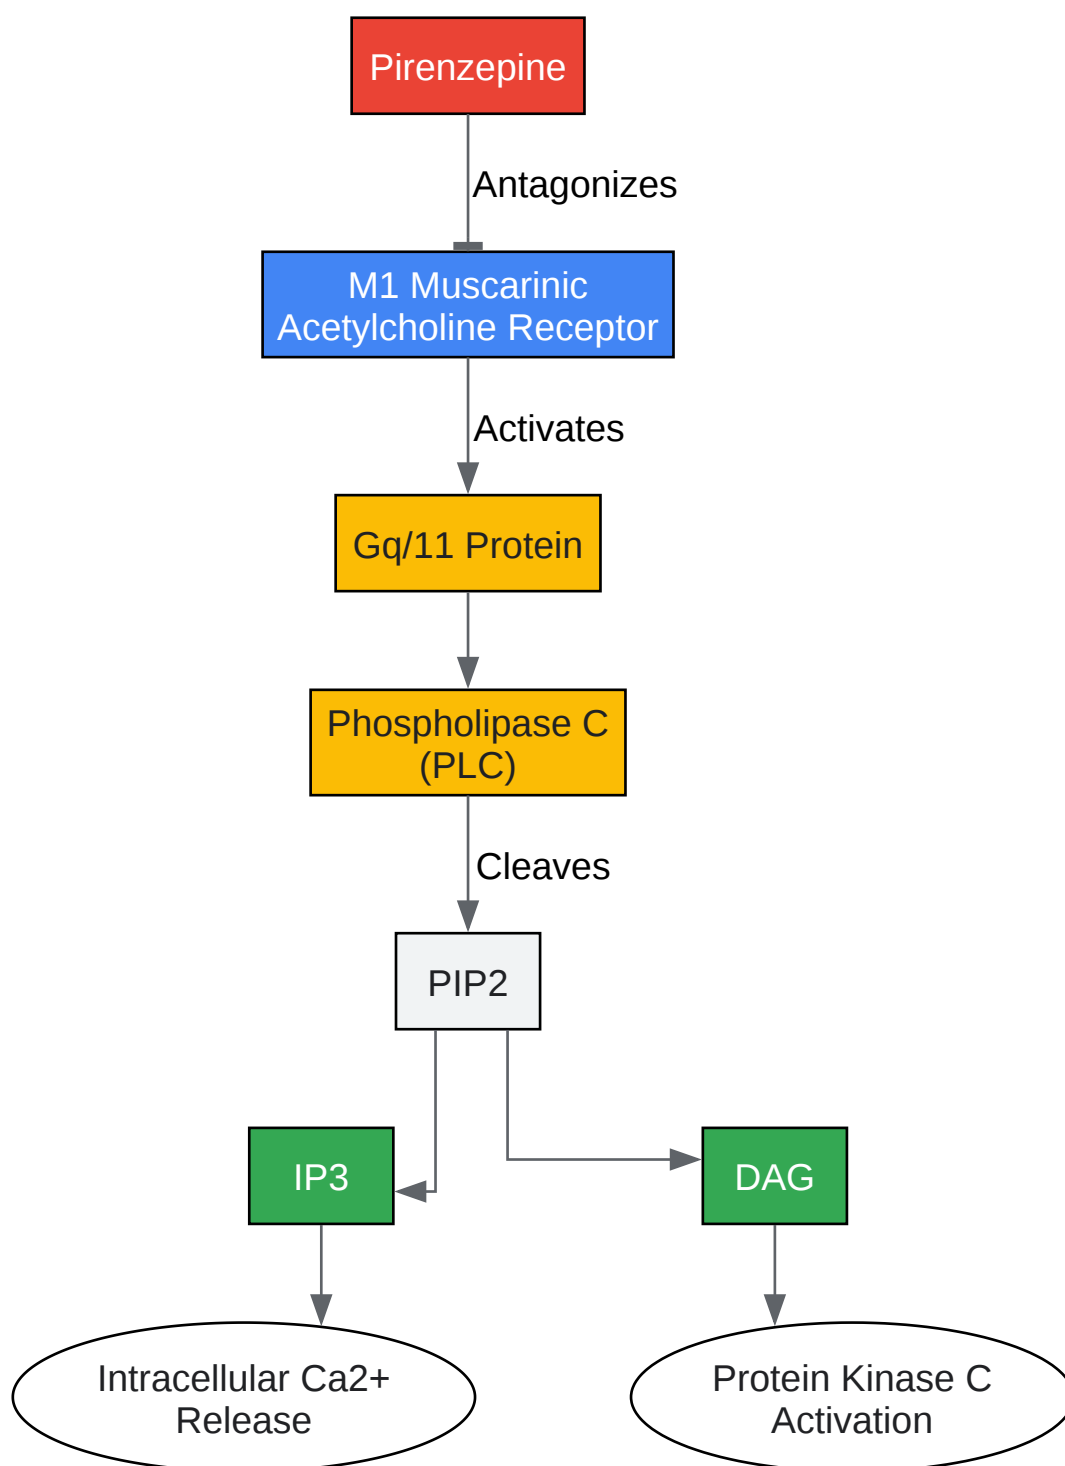 Pirenzepine
Antagonizes
M1 Muscarinic
Acetylcholine Receptor
Activates
Gq/11 Protein
Phospholipase C
(PLC)
Cleaves
PIP2
IP3
DAG
Intracellular Ca2+
Release
Protein Kinase C
Activation